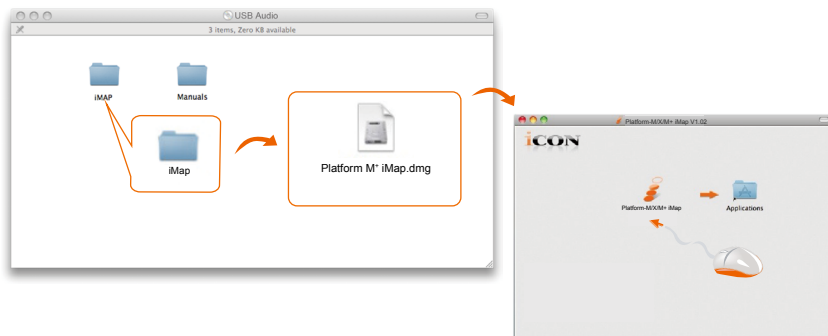 USB Audio
3 items, Zero KB available
iMAP
Manuals
iMap
Platform M+ iMap.dmg
Platform-M/X/M+ iMap V1.02
iCON
Platform-M/X/M+ iMap
Applications